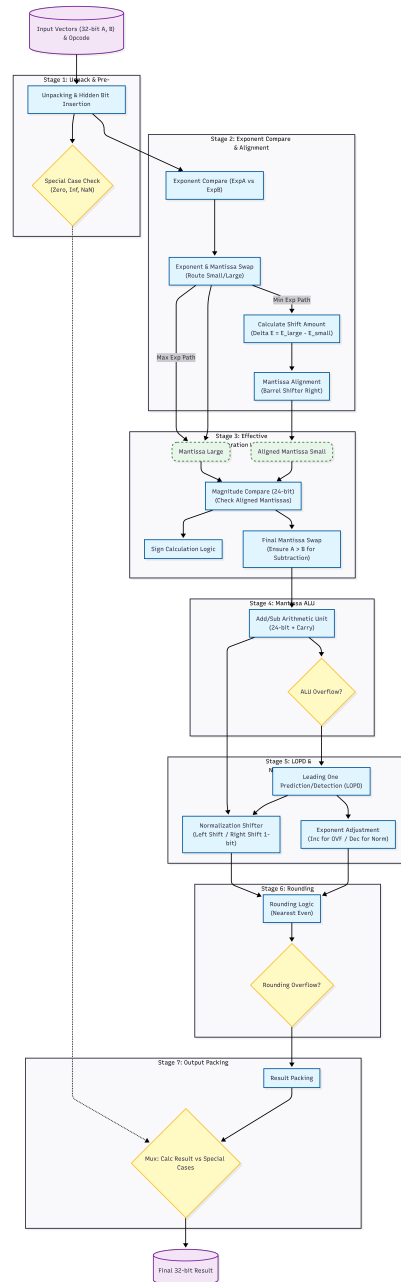 Input Vectors (32-bit A, B)
& Opcode
Stage 1: Unpack & Pre-
Unpacking & Hidden Bit
Insertion
Special Case Check
(Zero, Inf, NaN)
Stage 2: Exponent Compare
& Alignment
Exponent Compare (ExpA vs
ExpB)
Exponent & Mantissa Swap
(Route Small/Large)
Min Exp Path
Calculate Shift Amount
(Delta E = E_large - E_small)
Max Exp Path
Mantissa Alignment
(Barrel Shifter Right)
Stage 3: Effective
Mantissa Large
Aligned Mantissa Small
Magnitude Compare (24-bit)
(Check Aligned Mantissas)
Sign Calculation Logic
Final Mantissa Swap
(Ensure A > B for
Subtraction)
Stage 4: Mantissa ALU
Add/Sub Arithmetic Unit
(24-bit + Carry)
ALU Overflow?
Stage 5: LOPD &
Leading One
Prediction/Detection (LOPD)
Normalization Shifter
(Left Shift / Right Shift 1-
bit)
Exponent Adjustment
(Inc for OVF / Dec for Norm)
Stage 6: Rounding
Rounding Logic
(Nearest Even)
Rounding Overflow?
Stage 7: Output Packing
Result Packing
Mux: Calc Result vs Special
Cases
Final 32-bit Result